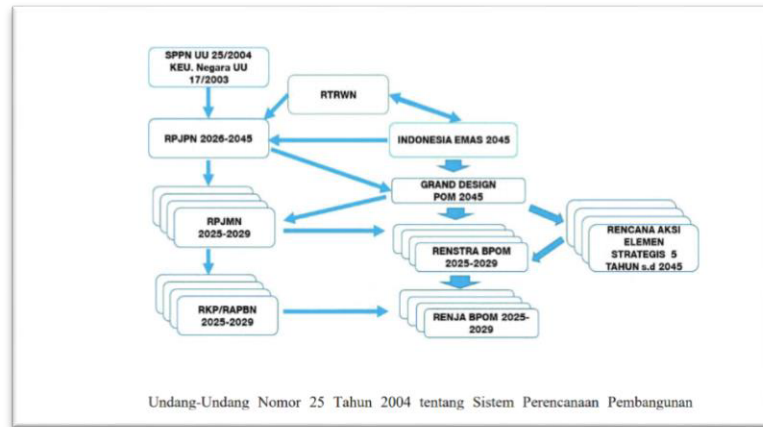 SPPN UU 25/2004
KEU. Negara UU
17/2003
RTRWN
RPJPN 2026-2045
INDONESIA EMAS 2045
GRAND DESIGN
POM 2045
RPJMN
2025-2029
RENSTRA BPOM
2025-2029
RENCANA AKSI
ELEMEN
STRATEGIS 5
TAHUN s.d 2045
RKP/RAPBN
2025-2029
RENJA BPOM 2025-
2029
Undang-Undang Nomor 25 Tahun 2004 tentang Sistem Perencanaan Pembangunan